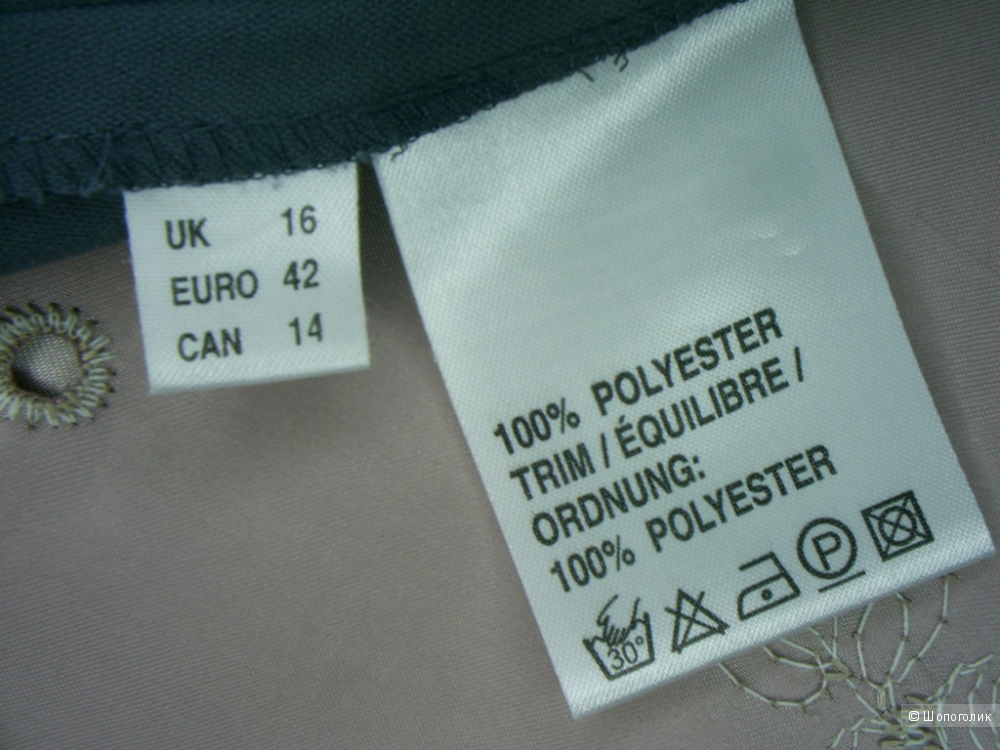 UK 16
EURO 42
CAN 14
100% POLYESTER
TRIM / ÉQUILIBRE /
ORDNUNG:
100% POLYESTER
30°
P
© Шопоголик